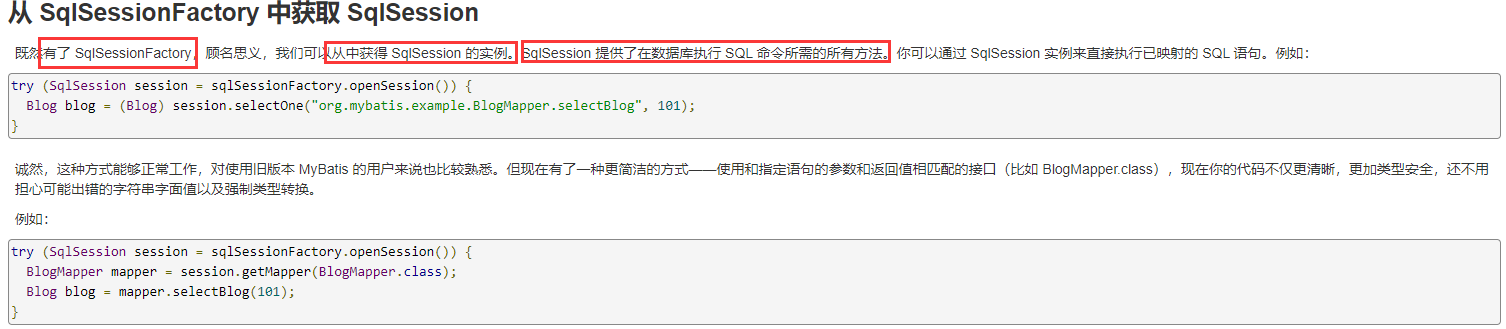 从 SqlSessionFactory 中获取 SqlSession
既然有了 SqlSessionFactory，顾名思义，我们可以从中获得 SqlSession 的实例。SqlSession 提供了在数据库执行 SQL 命令所需的所有方法。你可以通过 SqlSession 实例来直接执行已映射的 SQL 语句。例如：
try (SqlSession session = sqlSessionFactory.openSession()) {
  Blog blog = (Blog) session.selectOne("org.mybatis.example.BlogMapper.selectBlog", 101);
}
诚然，这种方式能够正常工作，对使用旧版本 MyBatis 的用户来说也比较熟悉。但现在有了一种更简洁的方式——使用和指定语句的参数和返回值相匹配的接口（比如 BlogMapper.class），现在你的代码不仅更清晰，更加类型安全，还不用
担心可能出错的字符串字面值以及强制类型转换。
例如：
try (SqlSession session = sqlSessionFactory.openSession()) {
  BlogMapper mapper = session.getMapper(BlogMapper.class);
  Blog blog = mapper.selectBlog(101);
}